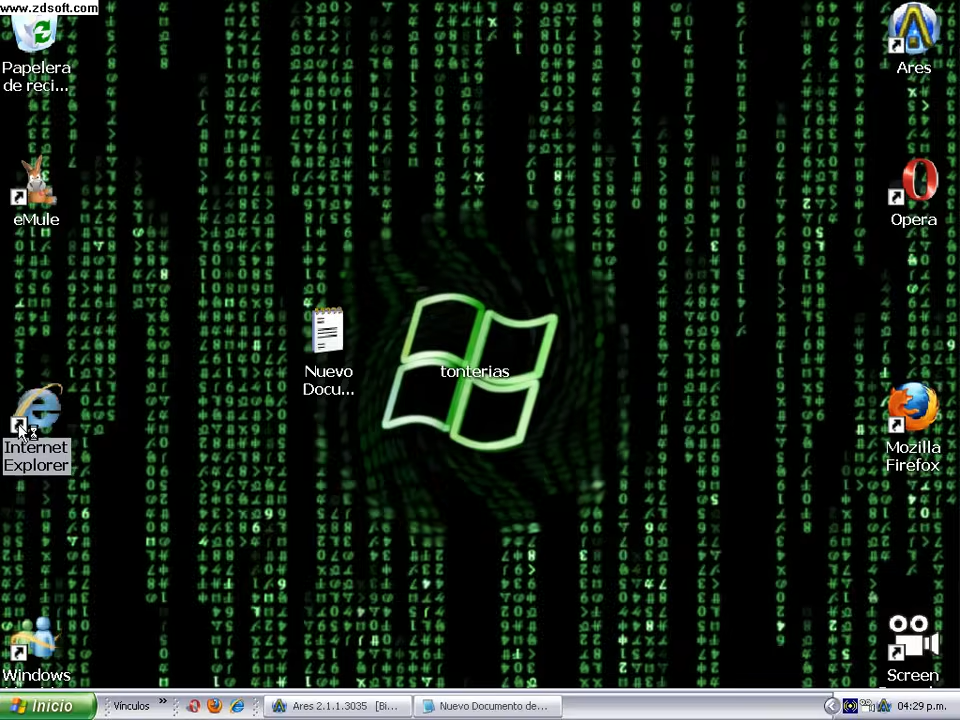 www.zdsoft.com
Papelera
de reci...
Ares
eMule
Opera
Nuevo
Docu...
tonterias
Internet
Explorer
Mozilla
Firefox
Windows
Screen
Inicio
Vínculos
Ares 2.1.1.3035 [Bi...
Nuevo Documento de...
04:29 p.m.